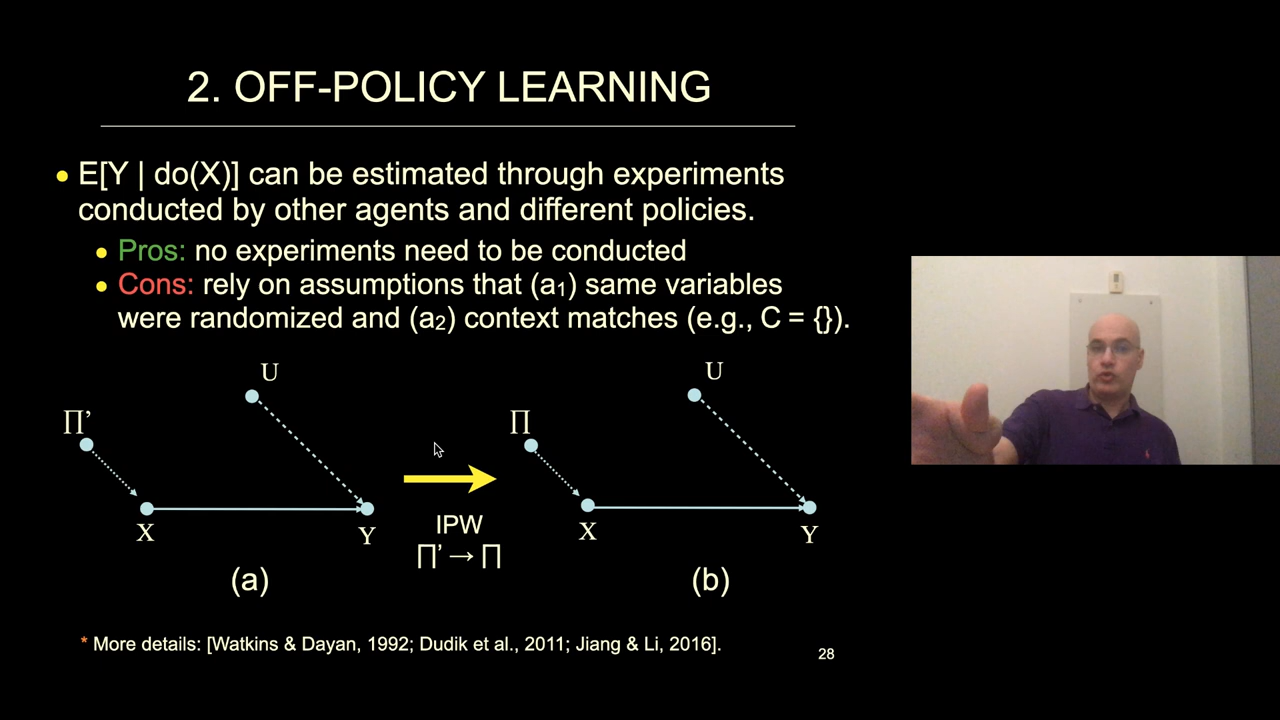 2. OFF-POLICY LEARNING
• E[Y | do(X)] can be estimated through experiments
conducted by other agents and different policies.
• Pros: no experiments need to be conducted
• Cons: rely on assumptions that (a₁) same variables
were randomized and (a₂) context matches (e.g., C = {}).
U
∏’
X
Y
(a)
IPW
∏’ → ∏
U
∏
X
Y
(b)
* More details: [Watkins & Dayan, 1992; Dudik et al., 2011; Jiang & Li, 2016].
28